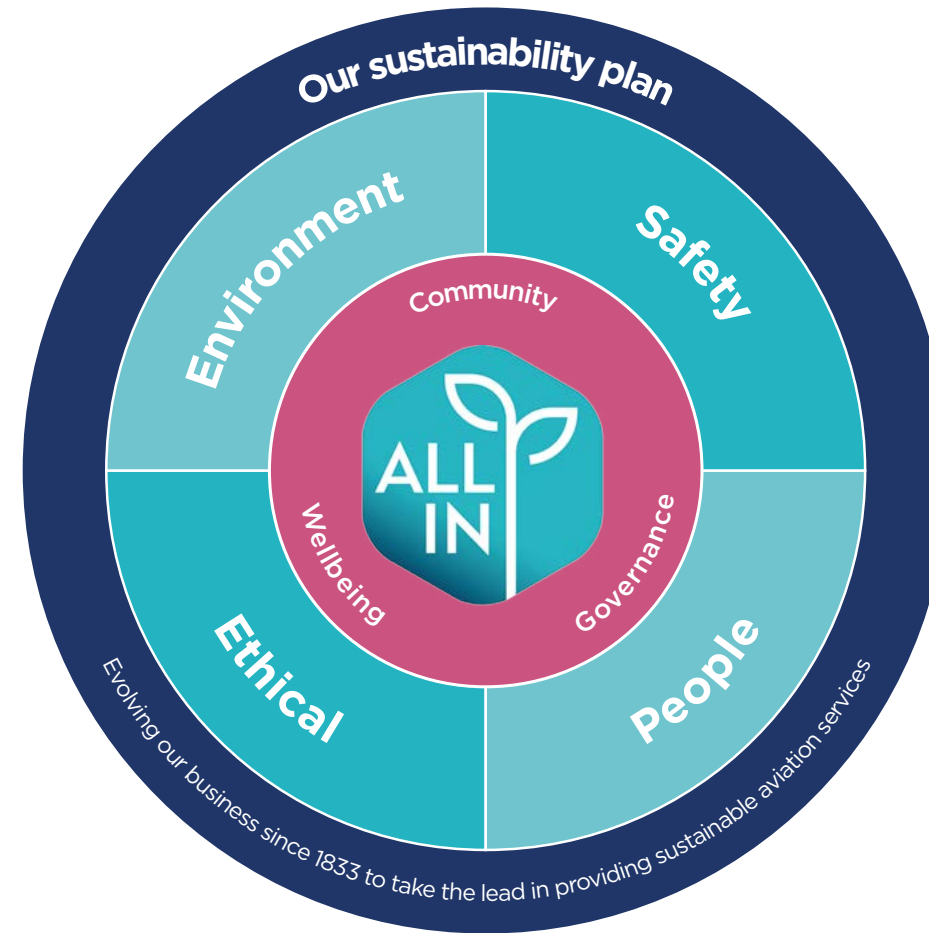 Our sustainability plan
Environment
Safety
Community
ALL
IN
Wellbeing
Governance
Ethical
People
Evolving our business since 1833 to take the lead in providing sustainable aviation services